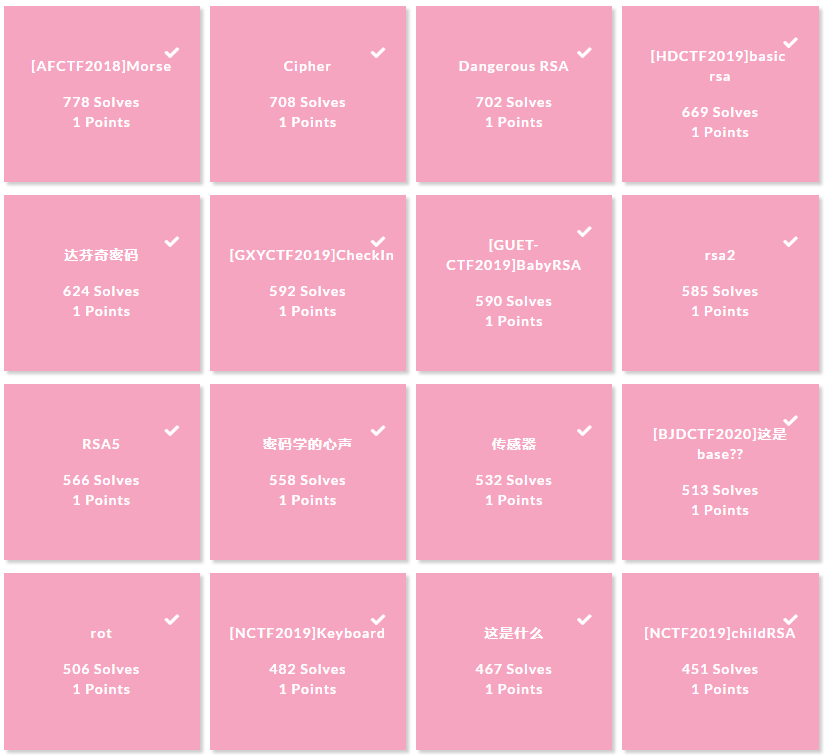 [AFCTF2018]Morse
778 Solves
1 Points
Cipher
708 Solves
1 Points
Dangerous RSA
702 Solves
1 Points
[HDCTF2019]basic
rsa
669 Solves
1 Points
达芬奇密码
624 Solves
1 Points
[GXYCTF2019]CheckIn
592 Solves
1 Points
[GUET-
CTF2019]BabyRSA
590 Solves
1 Points
rsa2
585 Solves
1 Points
RSA5
566 Solves
1 Points
密码学的心声
558 Solves
1 Points
传感器
532 Solves
1 Points
[BJDCTF2020]这是
base??
513 Solves
1 Points
rot
506 Solves
1 Points
[NCTF2019]Keyboard
482 Solves
1 Points
这是什么
467 Solves
1 Points
[NCTF2019]childRSA
451 Solves
1 Points